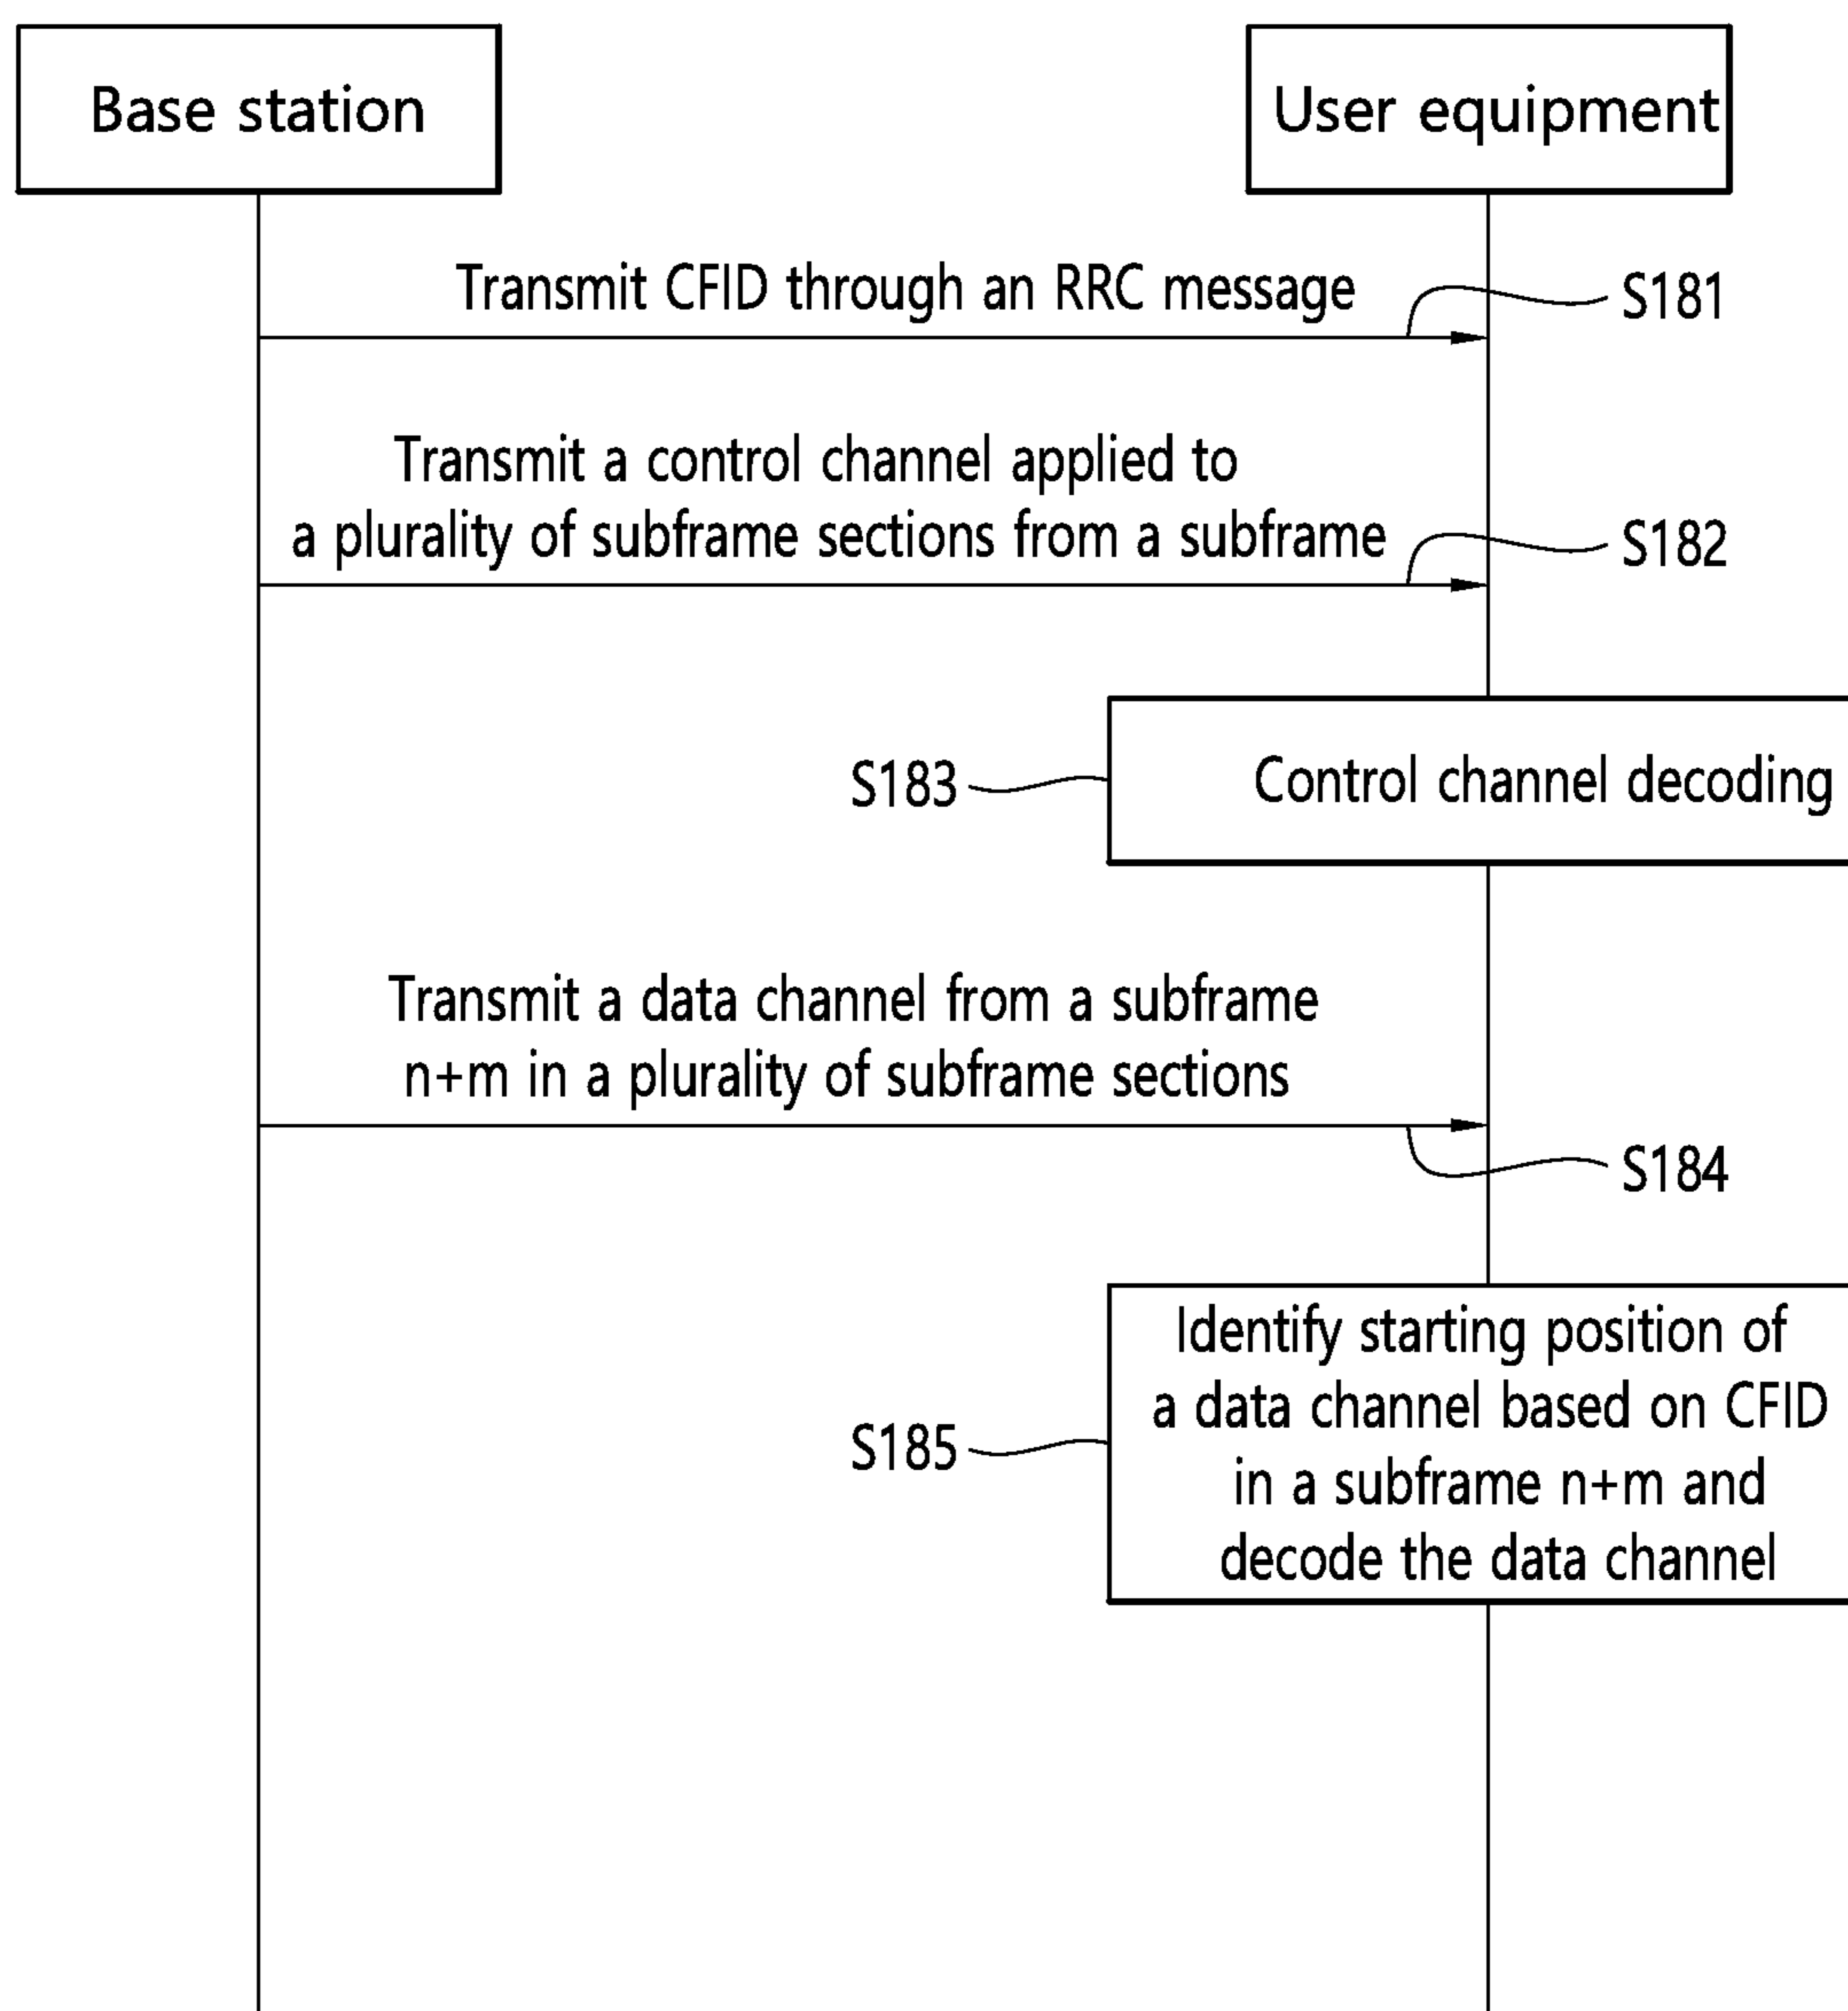 Base station
User equipment
Transmit CFID through an RRC message
S181
Transmit a control channel applied to
a plurality of subframe sections from a subframe
S182
S183
Control channel decoding
Transmit a data channel from a subframe
n+m in a plurality of subframe sections
S184
Identify starting position of
a data channel based on CFID
S185
in a subframe n+m and
decode the data channel